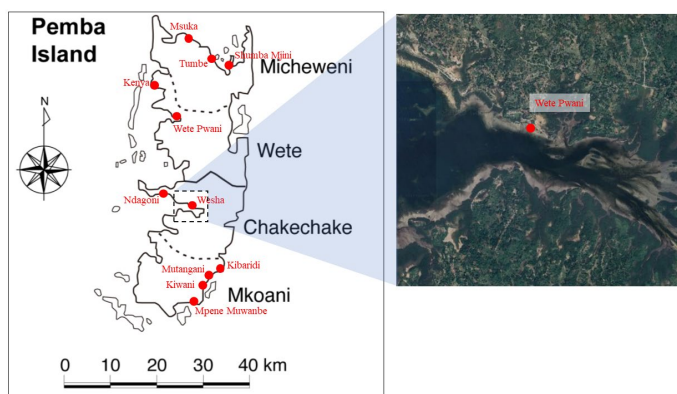 Pemba
Island
Msuka
Shumba Mjini
Tumbe
Micheweni
Kenya
N
Wete Pwani
Wete
Ndagoni
Wesha
Chakechake
Kibaridi
Mutangani
Kiwani
Mkoani
Mpene Muwanbe
0 10 20 30 40 km
Wete Pwani